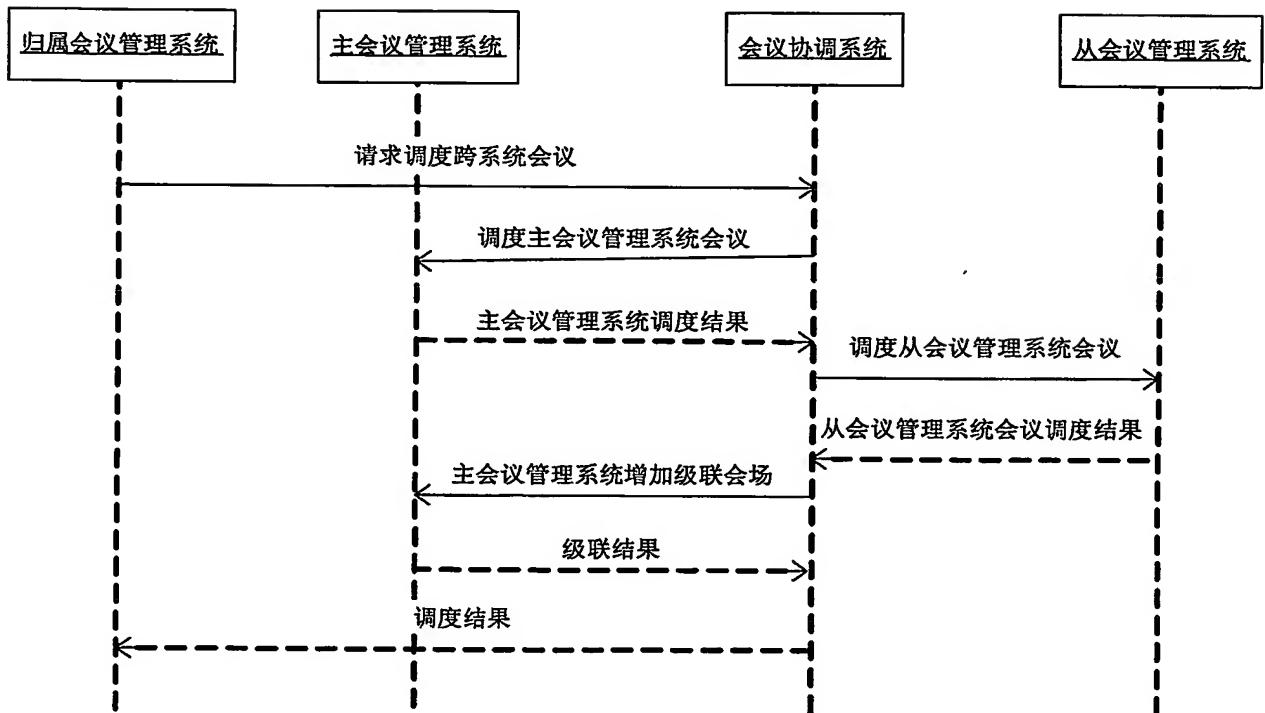 归属会议管理系统
主会议管理系统
会议协调系统
从会议管理系统
请求调度跨系统会议
调度主会议管理系统会议
主会议管理系统调度结果
调度从会议管理系统会议
从会议管理系统会议调度结果
主会议管理系统增加级联会场
级联结果
调度结果